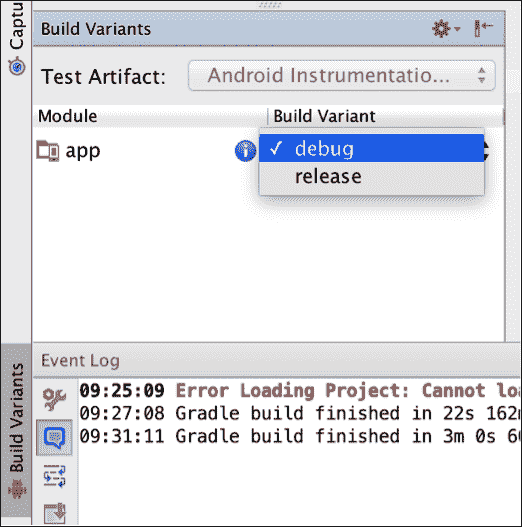 Captu
Build Variants
Test Artifact: Android Instrumentatio...
Module Build Variant
app
debug
release
Event Log
Build Variants
09:25:09 Error Loading Project: Cannot loa
09:27:08 Gradle build finished in 22s 162m
09:31:11 Gradle build finished in 3m 0s 60